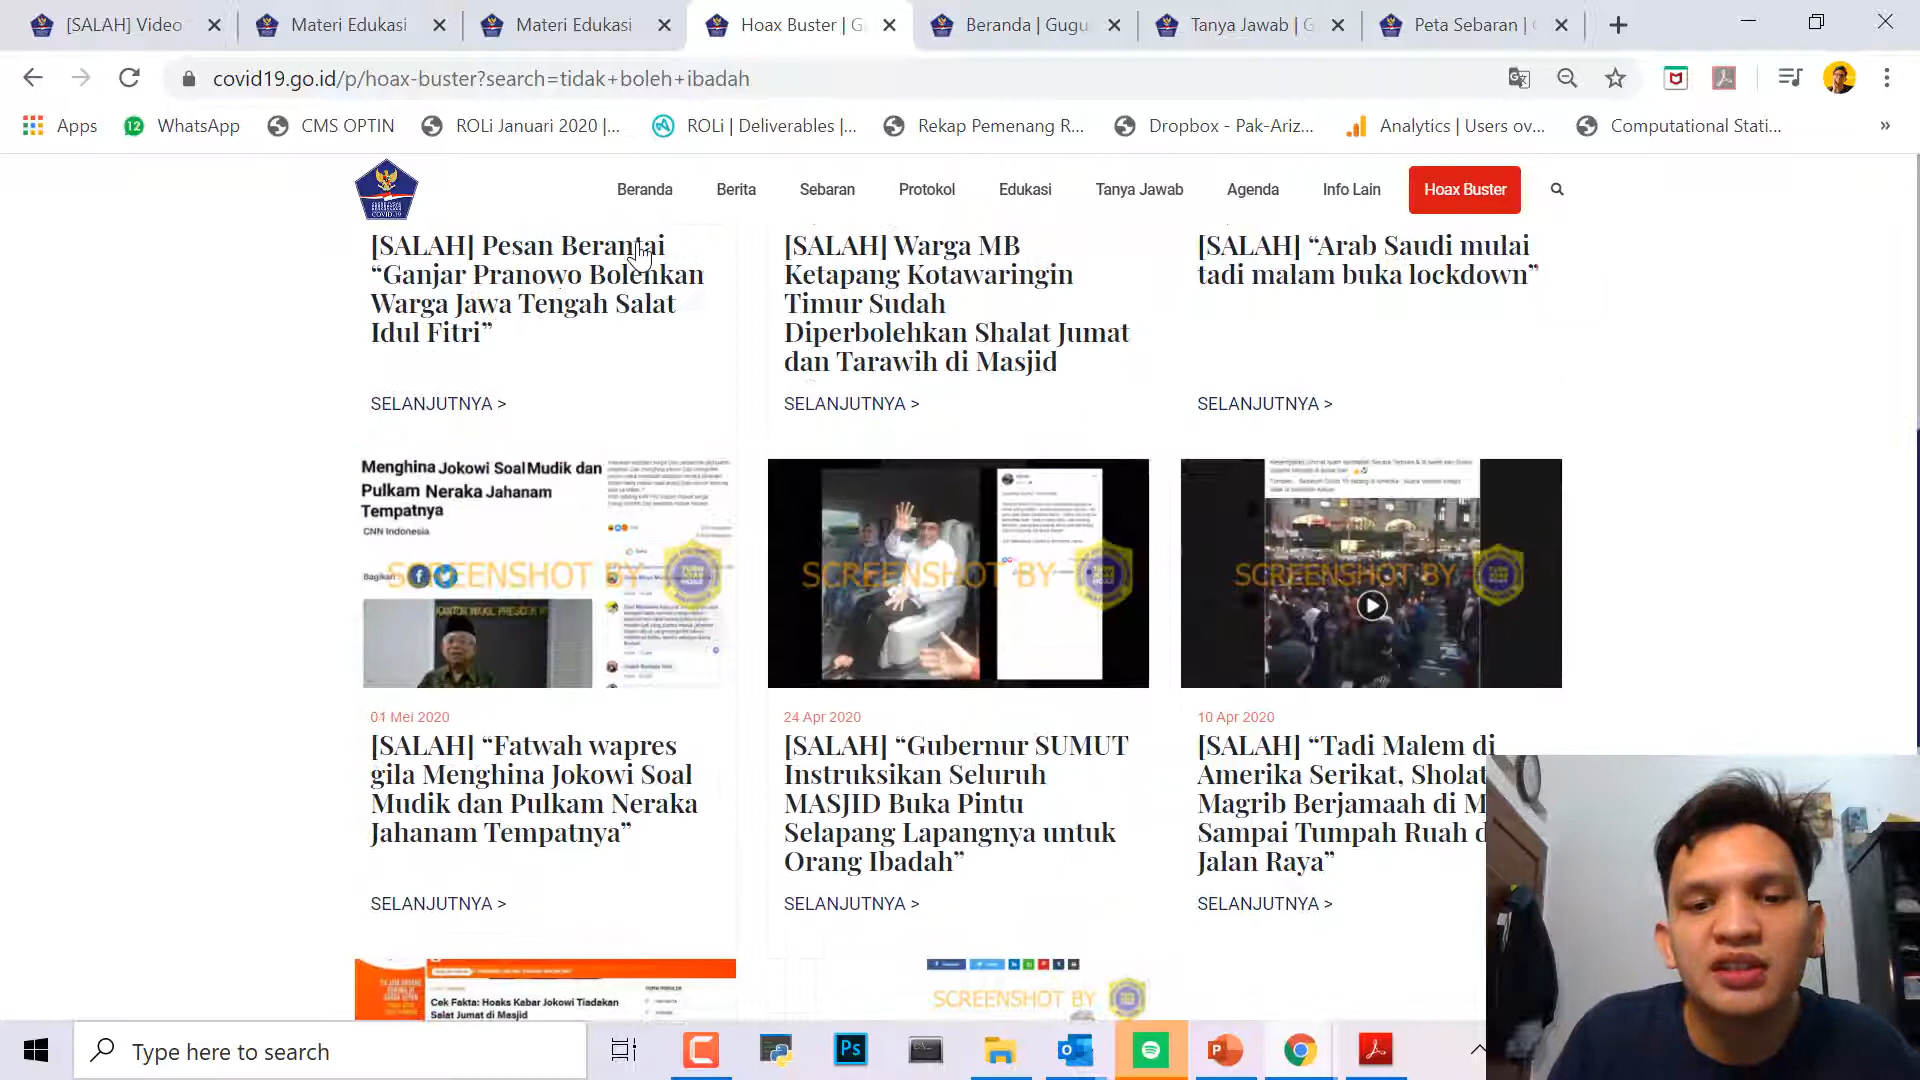 [SALAH] Video
Materi Edukasi
Materi Edukasi
Hoax Buster | G
Beranda | Gugu
Tanya Jawab | G
Peta Sebaran |
covid19.go.id/p/hoax-buster?search=tidak+boleh+ibadah
Apps
12
WhatsApp
CMS OPTIN
ROLi Januari 2020 |...
ROLi | Deliverables |...
Rekap Pemenang R...
Dropbox - Pak-Ariz...
Analytics | Users ov...
Computational Stati...
»
COVID-19
Beranda
Berita
Sebaran
Protokol
Edukasi
Tanya Jawab
Agenda
Info Lain
Hoax Buster
[SALAH] Pesan Berantai
“Ganjar Pranowo Bolehkan
Warga Jawa Tengah Salat
Idul Fitri”
SELANJUTNYA >
[SALAH] Warga MB
Ketapang Kotawaringin
Timur Sudah
Diperbolehkan Shalat Jumat
dan Tarawih di Masjid
SELANJUTNYA >
[SALAH] “Arab Saudi mulai
tadi malam buka lockdown”
SELANJUTNYA >
Menghina Jokowi Soal Mudik dan
Pulkam Neraka Jahanam
Tempatnya
CNN Indonesia
Bagikan
SCREENSHOT BY
KANTOR WAKIL PRESIDEN
01 Mei 2020
[SALAH] “Fatwah wapres
gila Menghina Jokowi Soal
Mudik dan Pulkam Neraka
Jahanam Tempatnya”
SELANJUTNYA >
SCREENSHOT BY
24 Apr 2020
[SALAH] “Gubernur SUMUT
Instruksikan Seluruh
MASJID Buka Pintu
Selapang Lapangnya untuk
Orang Ibadah”
SELANJUTNYA >
SCREENSHOT BY
10 Apr 2020
[SALAH] “Tadi Malem di
Amerika Serikat, Sholat
Magrib Berjamaah di M
Sampai Tumpah Ruah d
Jalan Raya”
SELANJUTNYA >
Cek Fakta: Hoaks Kabar Jokowi Tiadakan
Salat Jumat di Masjid
SCREENSHOT BY
Type here to search
Ps